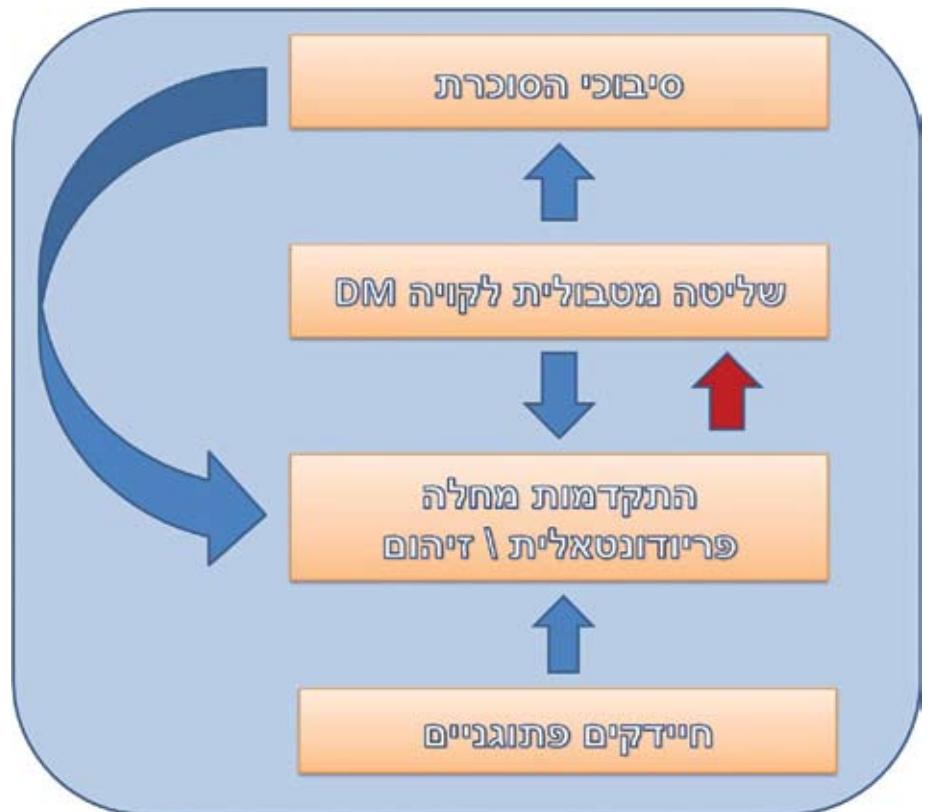 סיבוכי הסוכרת
שליטה מטבולית לקויה DM
התקדמות מחלה
פריודונטאלית \ זיהום
חיידקים פתוגניים